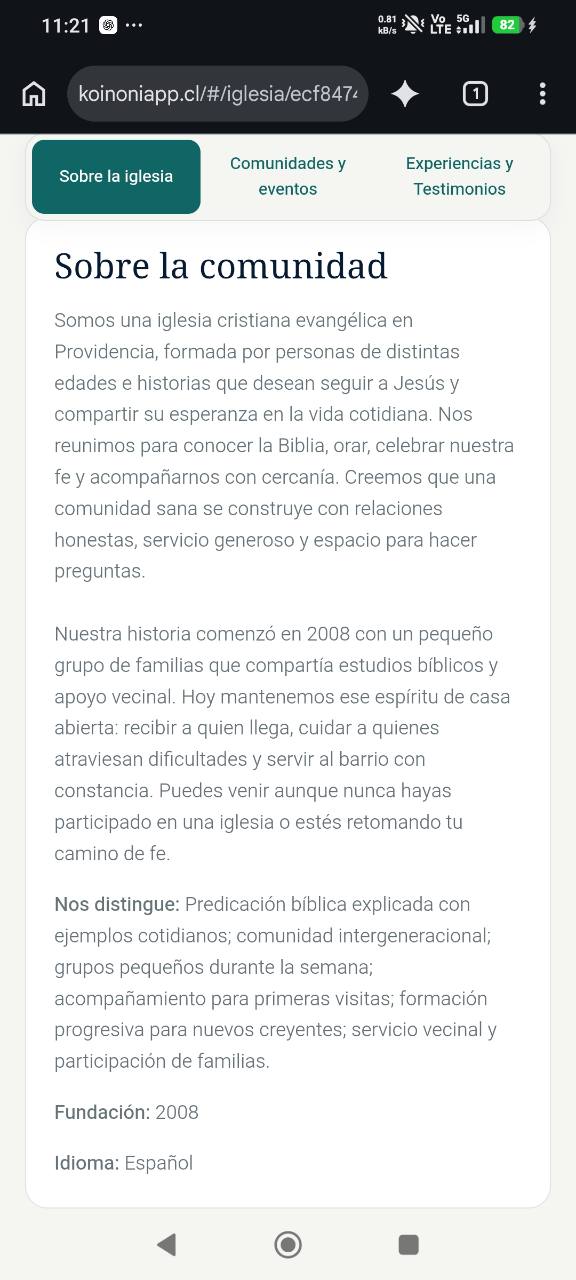 11:21 ...
0.81 kB/s Vo LTE 5G 82
koinoniapp.cl/#/iglesia/ecf847
1
Sobre la iglesia
Comunidades y
eventos
Experiencias y
Testimonios
Sobre la comunidad
Somos una iglesia cristiana evangélica en
Providencia, formada por personas de distintas
edades e historias que desean seguir a Jesús y
compartir su esperanza en la vida cotidiana. Nos
reunimos para conocer la Biblia, orar, celebrar nuestra
fe y acompañarnos con cercanía. Creemos que una
comunidad sana se construye con relaciones
honestas, servicio generoso y espacio para hacer
preguntas.
Nuestra historia comenzó en 2008 con un pequeño
grupo de familias que compartía estudios bíblicos y
apoyo vecinal. Hoy mantenemos ese espíritu de casa
abierta: recibir a quien llega, cuidar a quienes
atraviesan dificultades y servir al barrio con
constancia. Puedes venir aunque nunca hayas
participado en una iglesia o estés retomando tu
camino de fe.
Nos distingue: Predicación bíblica explicada con
ejemplos cotidianos; comunidad intergeneracional;
grupos pequeños durante la semana;
acompañamiento para primeras visitas; formación
progresiva para nuevos creyentes; servicio vecinal y
participación de familias.
Fundación: 2008
Idioma: Español